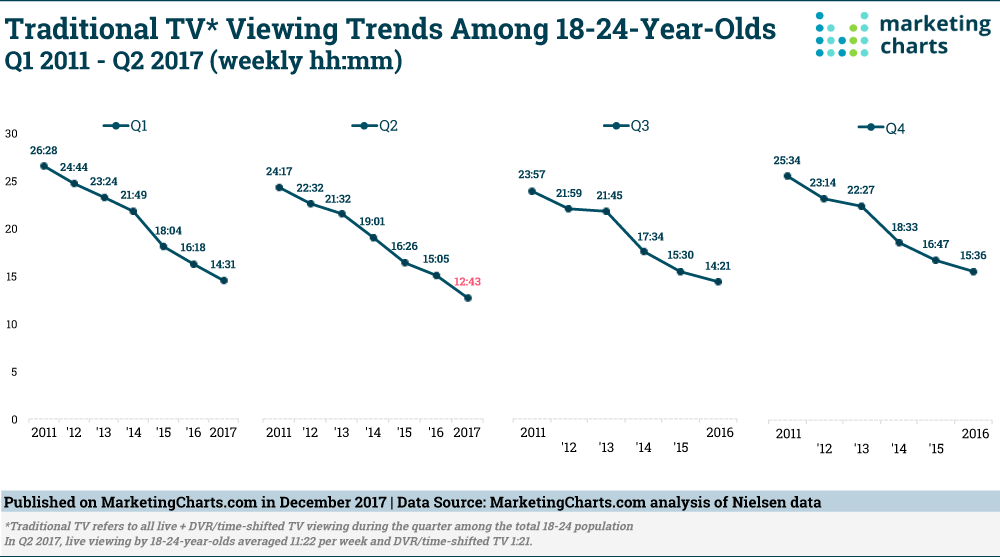 Traditional TV* Viewing Trends Among 18-24-Year-Olds
Q1 2011 - Q2 2017 (weekly hh:mm)
marketing
charts
Q1
Q2
Q3
Q4
30
25
20
15
10
5
0
26:28
24:44
23:24
21:49
18:04
16:18
14:31
2011 '12 '13 '14 '15 '16 2017
24:17
22:32
21:32
19:01
16:26
15:05
12:43
2011 '12 '13 '14 '15 '16 2017
23:57
21:59
21:45
17:34
15:30
14:21
2011 '12 '13 '14 '15 2016
25:34
23:14
22:27
18:33
16:47
15:36
2011 '12 '13 '14 '15 2016
Published on MarketingCharts.com in December 2017 | Data Source: MarketingCharts.com analysis of Nielsen data
*Traditional TV refers to all live + DVR/time-shifted TV viewing during the quarter among the total 18-24 population
In Q2 2017, live viewing by 18-24-year-olds averaged 11:22 per week and DVR/time-shifted TV 1:21.